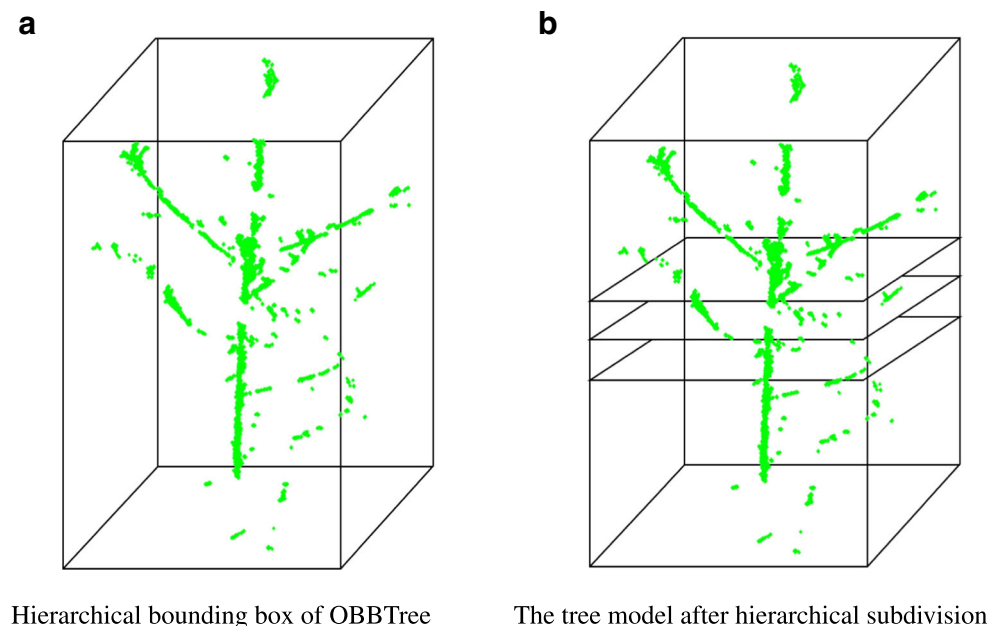 a
b
Hierarchical bounding box of OBBTree
The tree model after hierarchical subdivision